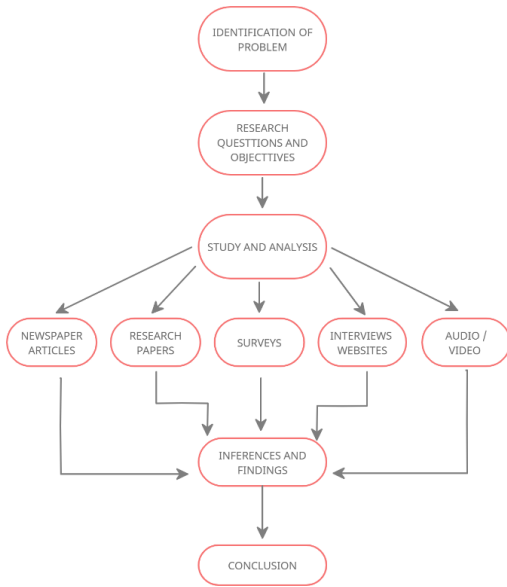 IDENTIFICATION OF
PROBLEM
RESEARCH
QUESTTIONS AND
OBJECTTIVES
STUDY AND ANALYSIS
NEWSPAPER
ARTICLES
RESEARCH
PAPERS
SURVEYS
INTERVIEWS
WEBSITES
AUDIO /
VIDEO
INFERENCES AND
FINDINGS
CONCLUSION